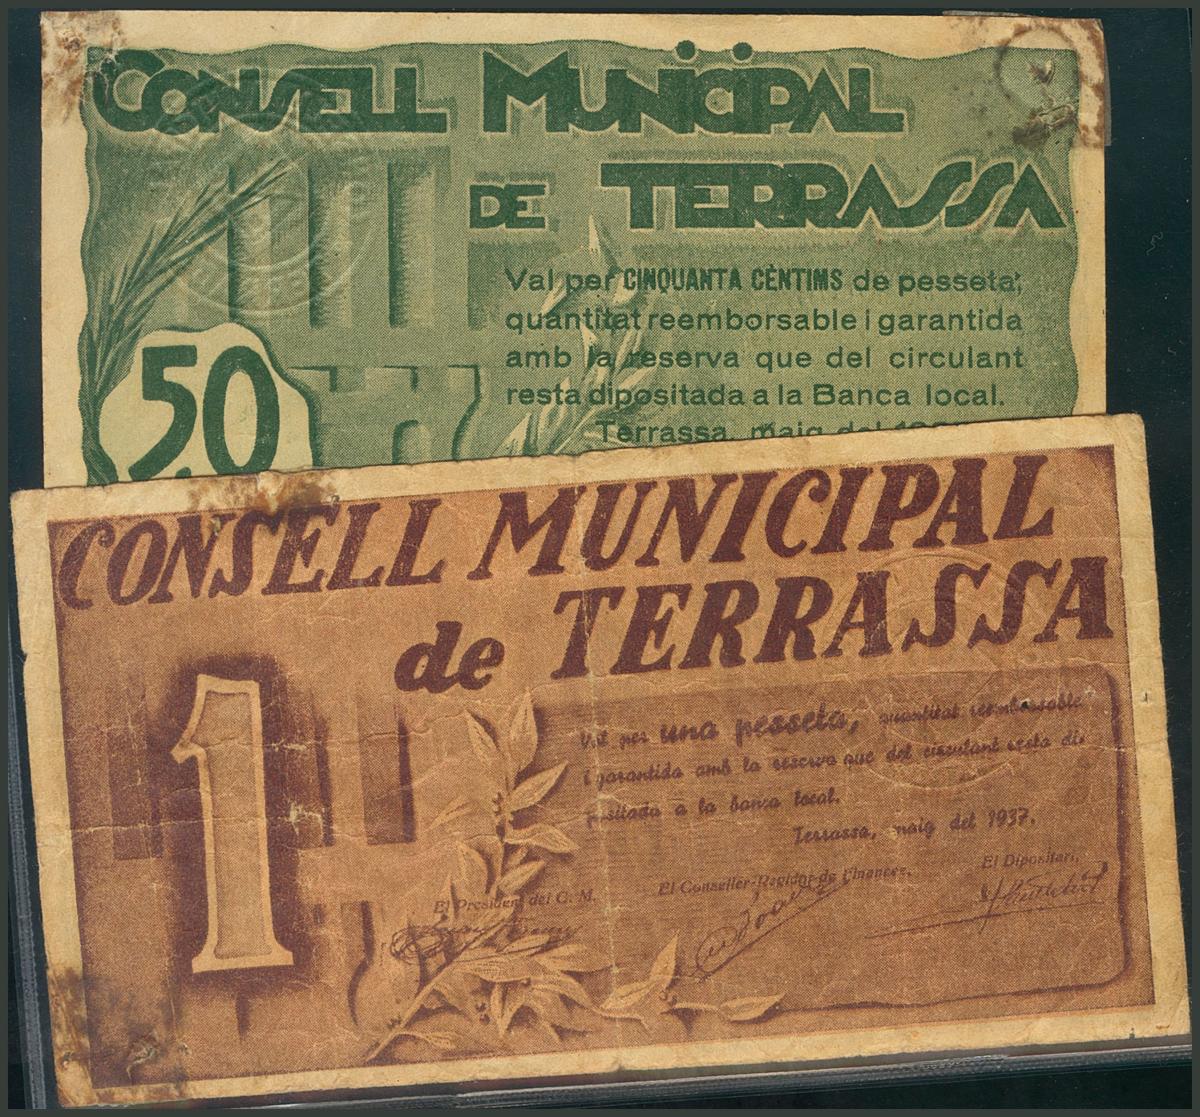 CONSELL MUNICIPAL
DE TERRASSA
Val per CINQUANTA CÈNTIMS de pesseta,
quantitat reemborsable i garantida
amb la reserva que del circulant
resta dipositada a la Banca local.
Terrassa, maig del
50
CONSELL MUNICIPAL
de TERRASSA
1
Val per una pesseta, quantitat reemborsable
i garantida amb la reserva que del circulant resta di-
positada a la banca local.
Terrassa, maig del 1937.
El President del C. M.
El Conseller-Regidor de Finances,
El Dipositari,